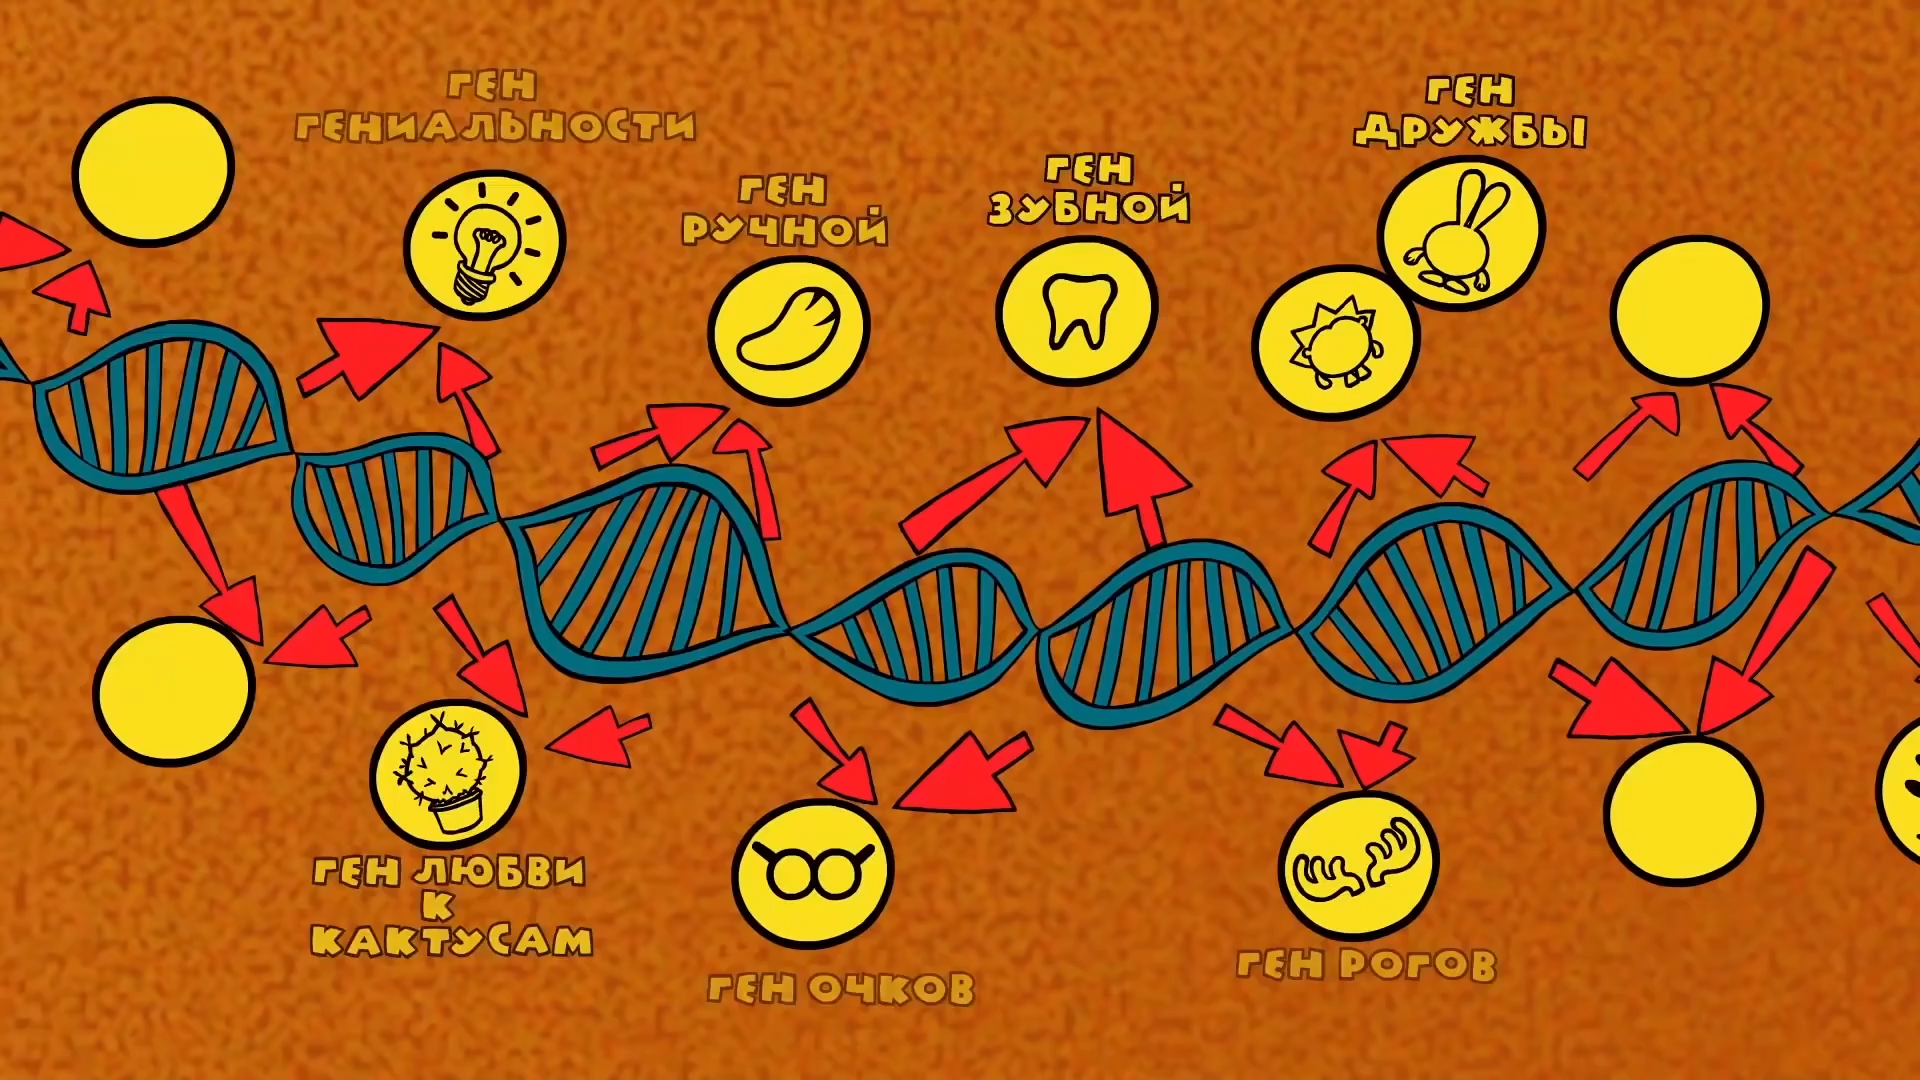 ГЕН
ГЕНИАЛЬНОСТИ
ГЕН
РУЧНОЙ
ГЕН
ЗУБНОЙ
ГЕН
ДРУЖБЫ
ГЕН ЛЮБВИ
К
КАКТУСАМ
ГЕН ОЧКОВ
ГЕН РОГОВ